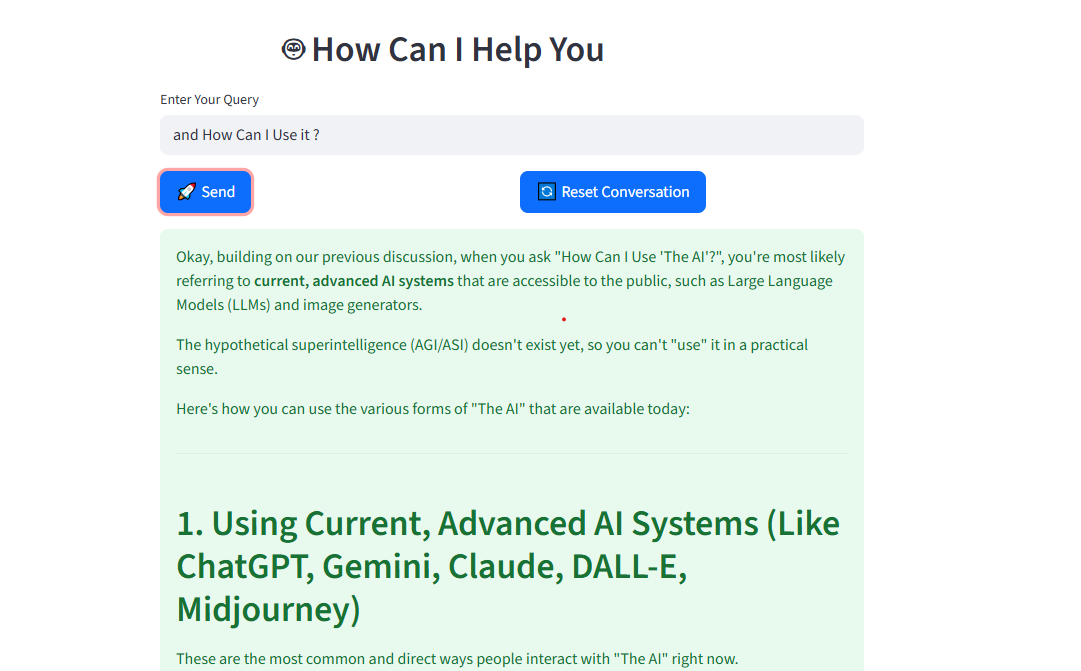 How Can I Help You
Enter Your Query
and How Can I Use it ?
Send
Reset Conversation
Okay, building on our previous discussion, when you ask "How Can I Use 'The AI'?", you're most likely
referring to current, advanced AI systems that are accessible to the public, such as Large Language
Models (LLMs) and image generators.
The hypothetical superintelligence (AGI/ASI) doesn't exist yet, so you can't "use" it in a practical
sense.
Here's how you can use the various forms of "The AI" that are available today:
1. Using Current, Advanced AI Systems (Like
ChatGPT, Gemini, Claude, DALL-E,
Midjourney)
These are the most common and direct ways people interact with "The AI" right now.